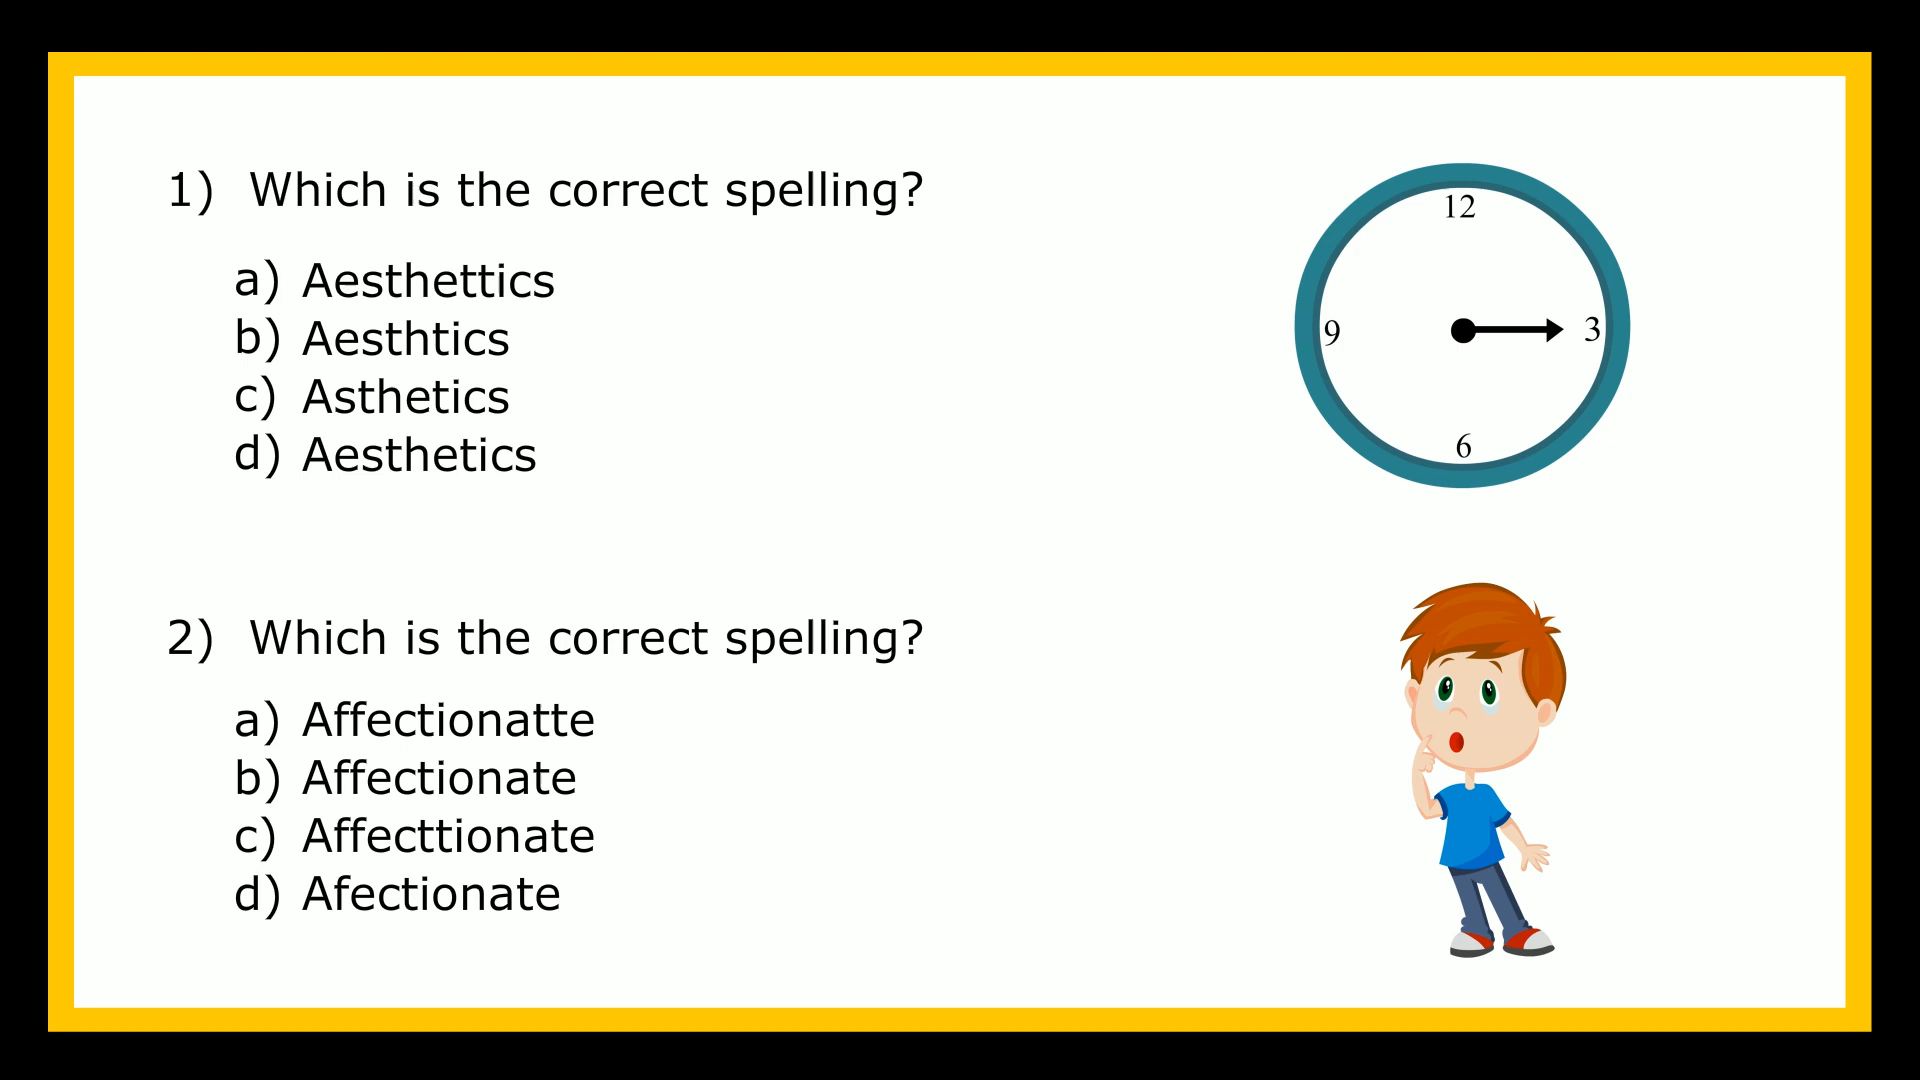 1) Which is the correct spelling?
a) Aesthettics
b) Aesthtics
c) Asthetics
d) Aesthetics
2) Which is the correct spelling?
a) Affectionatte
b) Affectionate
c) Affecttionate
d) Afectionate
12
9
3
6